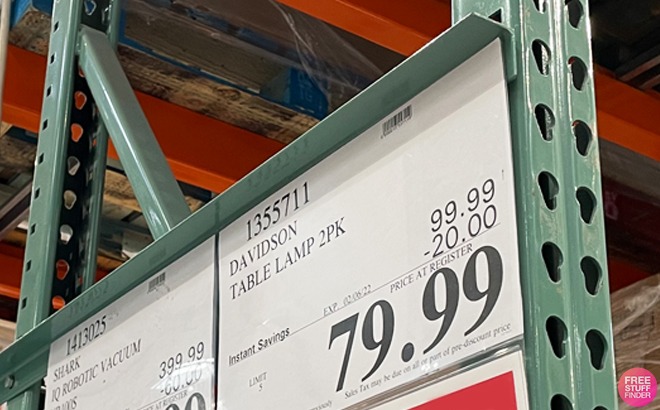 1355711
DAVIDSON
TABLE LAMP 2PK
99.99
-20.00
EXP 02/06/22
PRICE AT REGISTER
Instant Savings
79.99
LIMIT
5
Sales Tax may be due on all or part of pre-discount price
1413025
SHARK
IQ ROBOTIC VACUUM
399.99
FREE
STUFF
FINDER